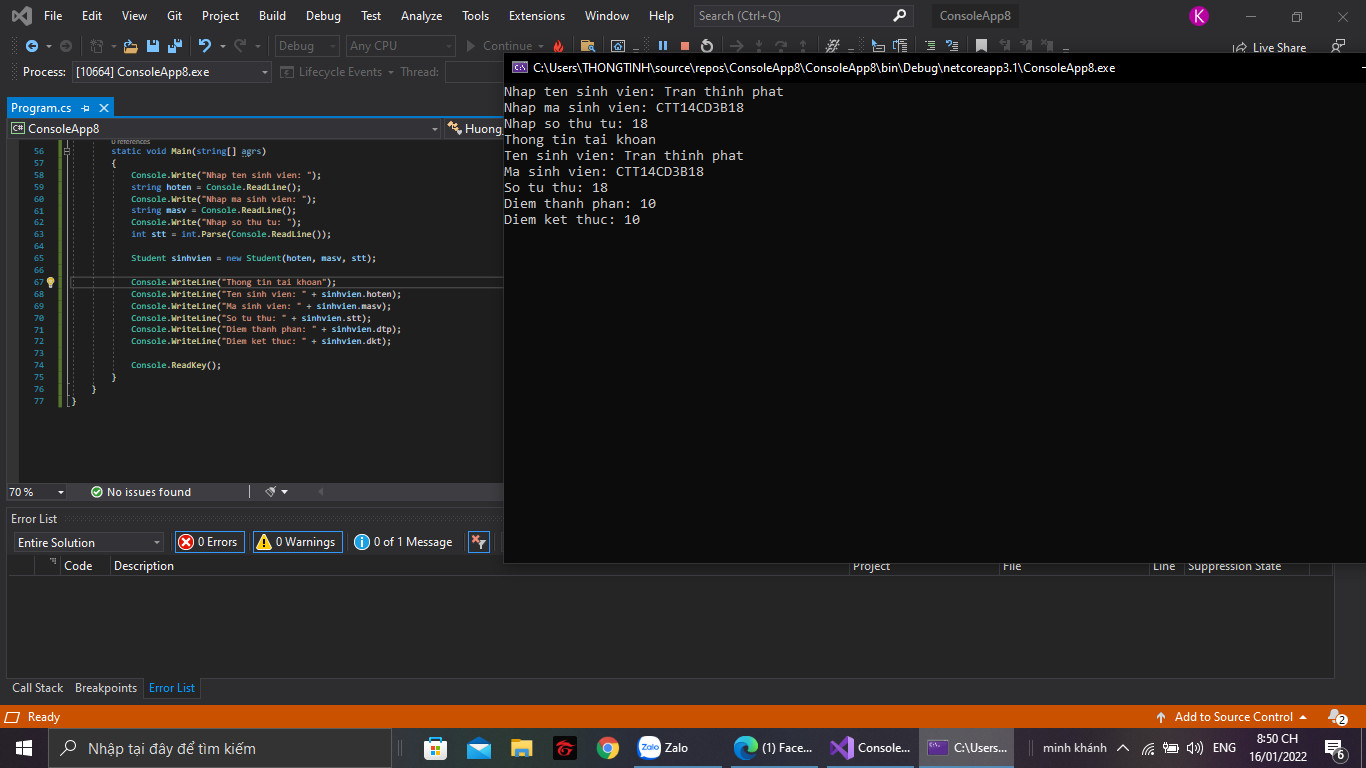 File Edit View Git Project Build Debug Test Analyze Tools Extensions Window Help Search (Ctrl+Q) ConsoleApp8 K
Debug Any CPU Continue Live Share
Process: [10664] ConsoleApp8.exe Lifecycle Events Thread:
C:\Users\THONGTINH\source\repos\ConsoleApp8\ConsoleApp8\bin\Debug\netcoreapp3.1\ConsoleApp8.exe
Nhap ten sinh vien: Tran thinh phat
Nhap ma sinh vien: CTT14CD3B18
Nhap so thu tu: 18
Thong tin tai khoan
Ten sinh vien: Tran thinh phat
Ma sinh vien: CTT14CD3B18
So tu thu: 18
Diem thanh phan: 10
Diem ket thuc: 10
Program.cs
C# ConsoleApp8 Huong
0 references
56 static void Main(string[] agrs)
57 {
58 Console.Write("Nhap ten sinh vien: ");
59 string hoten = Console.ReadLine();
60 Console.Write("Nhap ma sinh vien: ");
61 string masv = Console.ReadLine();
62 Console.Write("Nhap so thu tu: ");
63 int stt = int.Parse(Console.ReadLine());
64
65 Student sinhvien = new Student(hoten, masv, stt);
66
67 Console.WriteLine("Thong tin tai khoan");
68 Console.WriteLine("Ten sinh vien: " + sinhvien.hoten);
69 Console.WriteLine("Ma sinh vien: " + sinhvien.masv);
70 Console.WriteLine("So tu thu: " + sinhvien.stt);
71 Console.WriteLine("Diem thanh phan: " + sinhvien.dtp);
72 Console.WriteLine("Diem ket thuc: " + sinhvien.dkt);
73
74 Console.ReadKey();
75 }
76 }
77 }
70 % No issues found
Error List
Entire Solution 0 Errors 0 Warnings 0 of 1 Message
Code Description Project File Line Suppression State
Call Stack Breakpoints Error List
Ready Add to Source Control 2
Nhập tại đây để tìm kiếm Zalo Zalo (1) Face... Console... C:\Users... minh khánh ENG 8:50 CH
16/01/2022 6